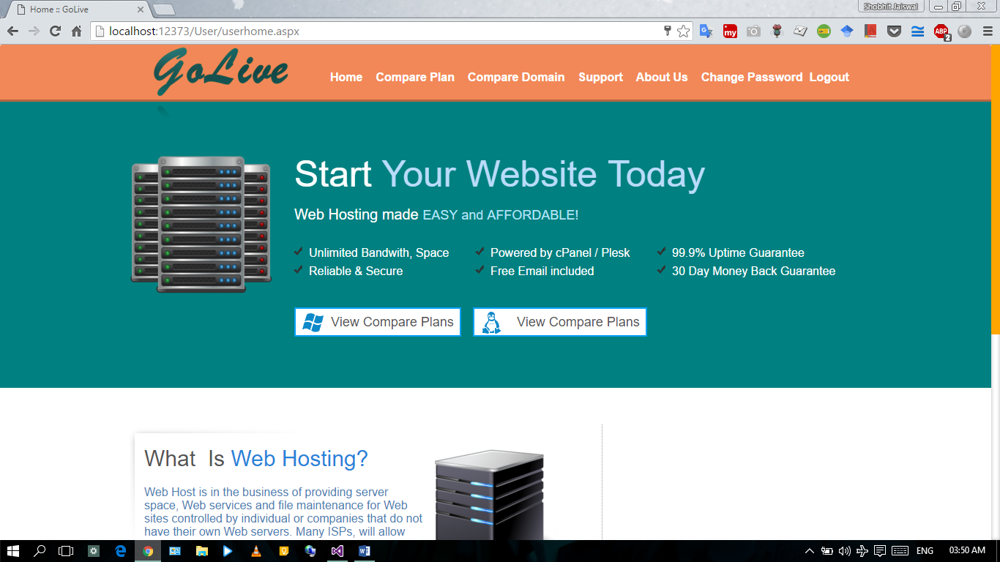 Home :: GoLive
Shobhit Jaiswal
localhost:12373/User/userhome.aspx
my
ABP
2
GoLive
Home Compare Plan Compare Domain Support About Us Change Password Logout
Start Your Website Today
Web Hosting made EASY and AFFORDABLE!
Unlimited Bandwith, Space Powered by cPanel / Plesk 99.9% Uptime Guarantee
Reliable & Secure Free Email included 30 Day Money Back Guarantee
View Compare Plans View Compare Plans
What Is Web Hosting?
Web Host is in the business of providing server
space, Web services and file maintenance for Web
sites controlled by individual or companies that do not
have their own Web servers. Many ISPs, will allow
ENG 03:50 AM